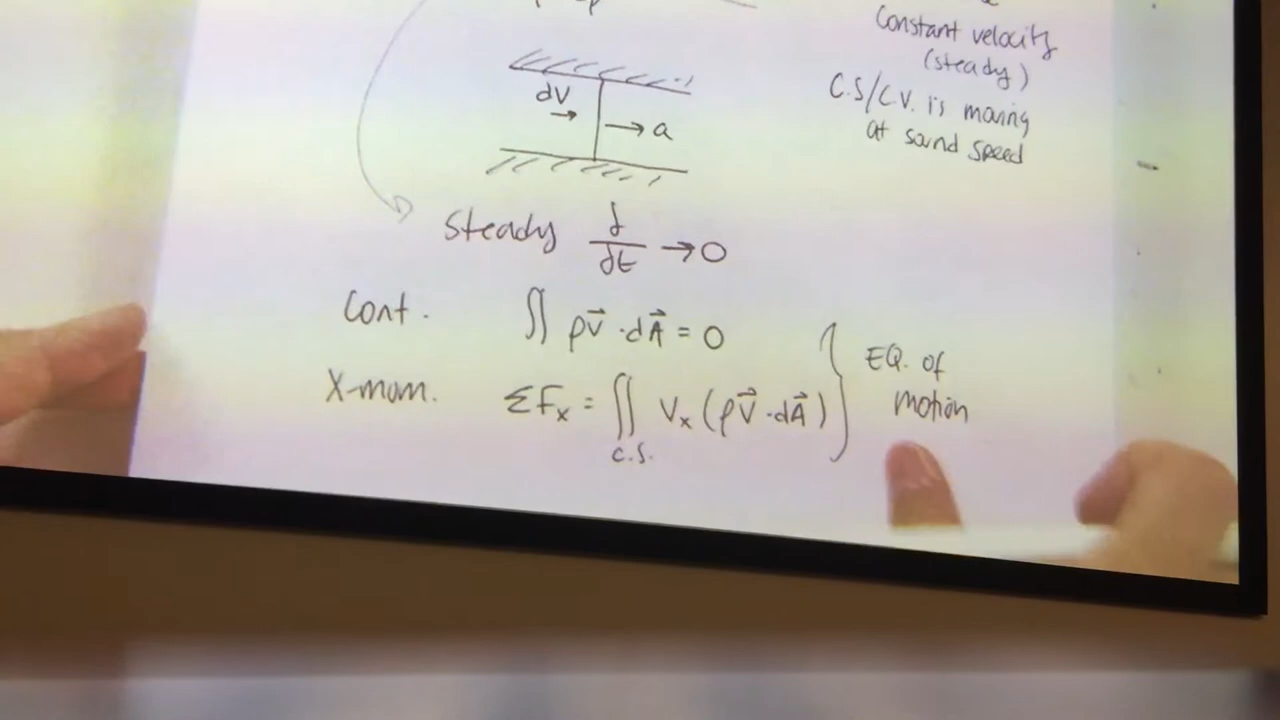 Constant velocity
(steady)
C.S/C.V. is moving
at sound speed
dV
→ a
Steady δ/δt → 0
Cont. ∬ ρV⃗ · dA⃗ = 0
X-mom. ΣFx = ∬ Vx (ρV⃗ · dA⃗)
C.S.
EQ. of
motion